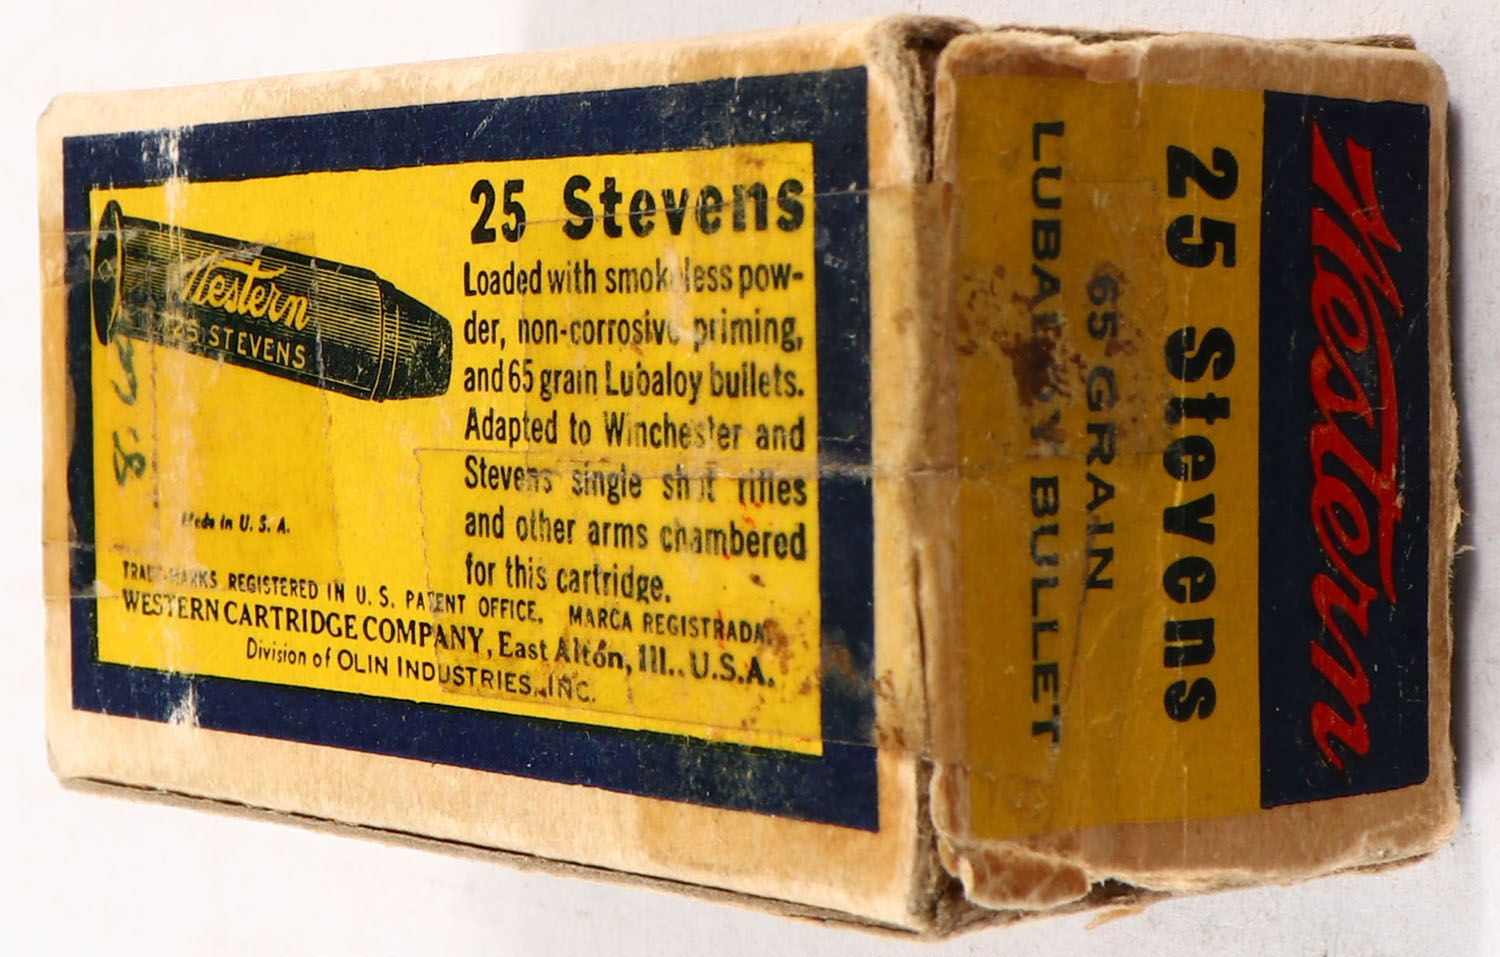 Western
25 STEVENS
25 Stevens
Loaded with smokeless pow-
der, non-corrosive priming,
and 65 grain Lubaloy bullets.
Adapted to Winchester and
Stevens single shot rifles
and other arms chambered
for this cartridge.
Made in U. S. A.
TRADE-MARKS REGISTERED IN U. S. PATENT OFFICE. MARCA REGISTRADA.
WESTERN CARTRIDGE COMPANY, East Alton, Ill., U.S.A.
Division of OLIN INDUSTRIES, INC.
Western
25 Stevens
65 GRAIN
LUBALOY BULLET